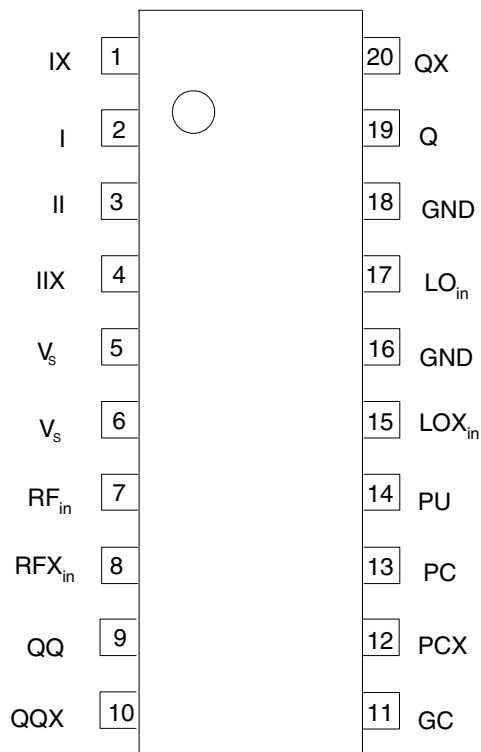 IX 1 20 QX
I 2 19 Q
II 3 18 GND
IIX 4 17 LOin
Vs 5 16 GND
Vs 6 15 LOXin
RFin 7 14 PU
RFXin 8 13 PC
QQ 9 12 PCX
QQX 10 11 GC